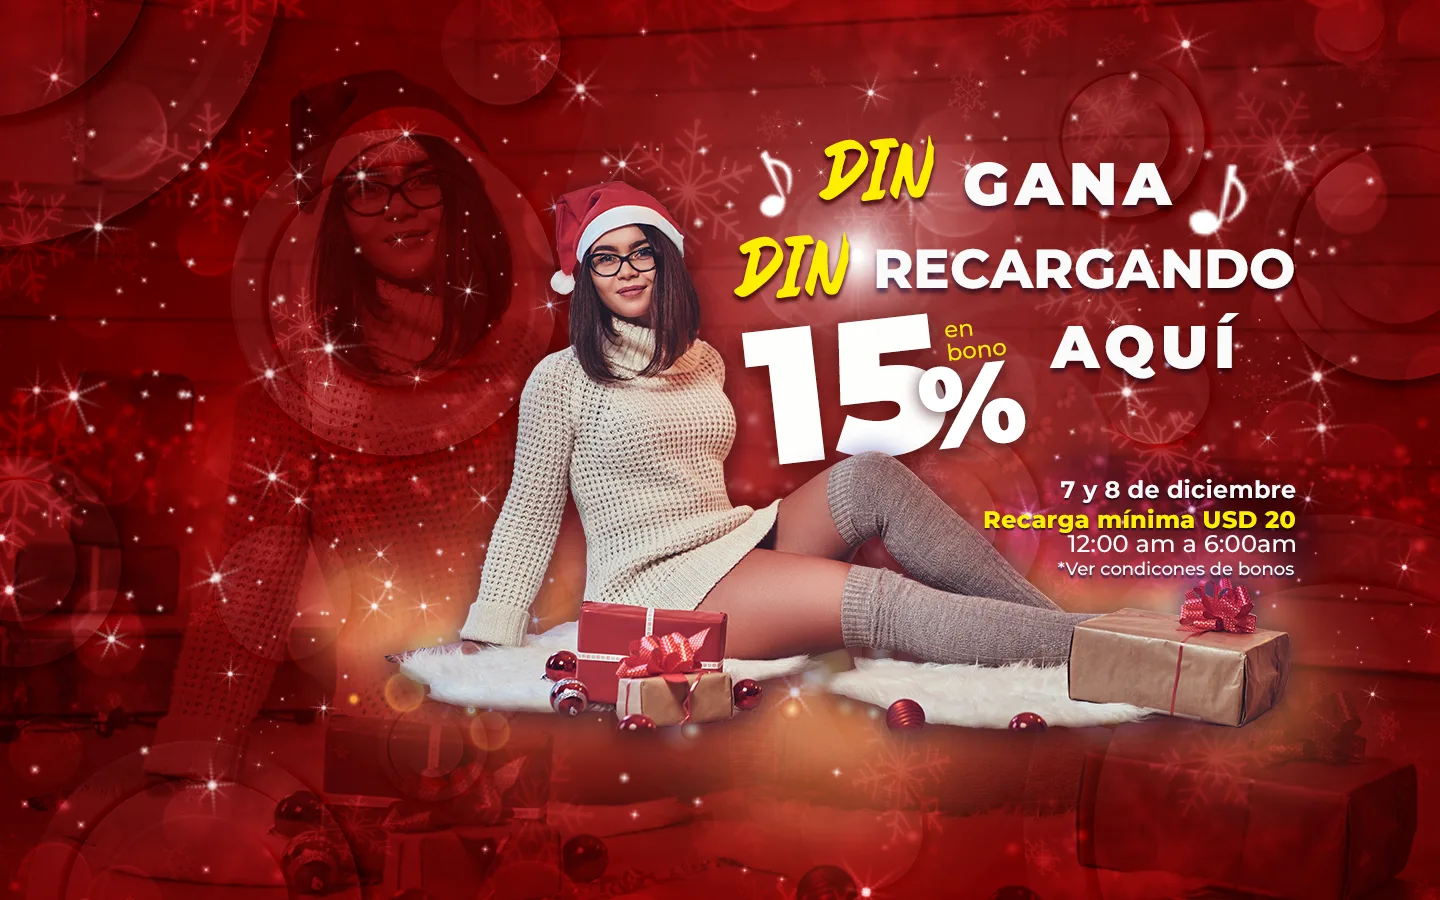 DIN GANA
DIN RECARGANDO
15% en bono AQUÍ
7 y 8 de diciembre
Recarga mínima USD 20
12:00 am a 6:00am
*Ver condicones de bonos